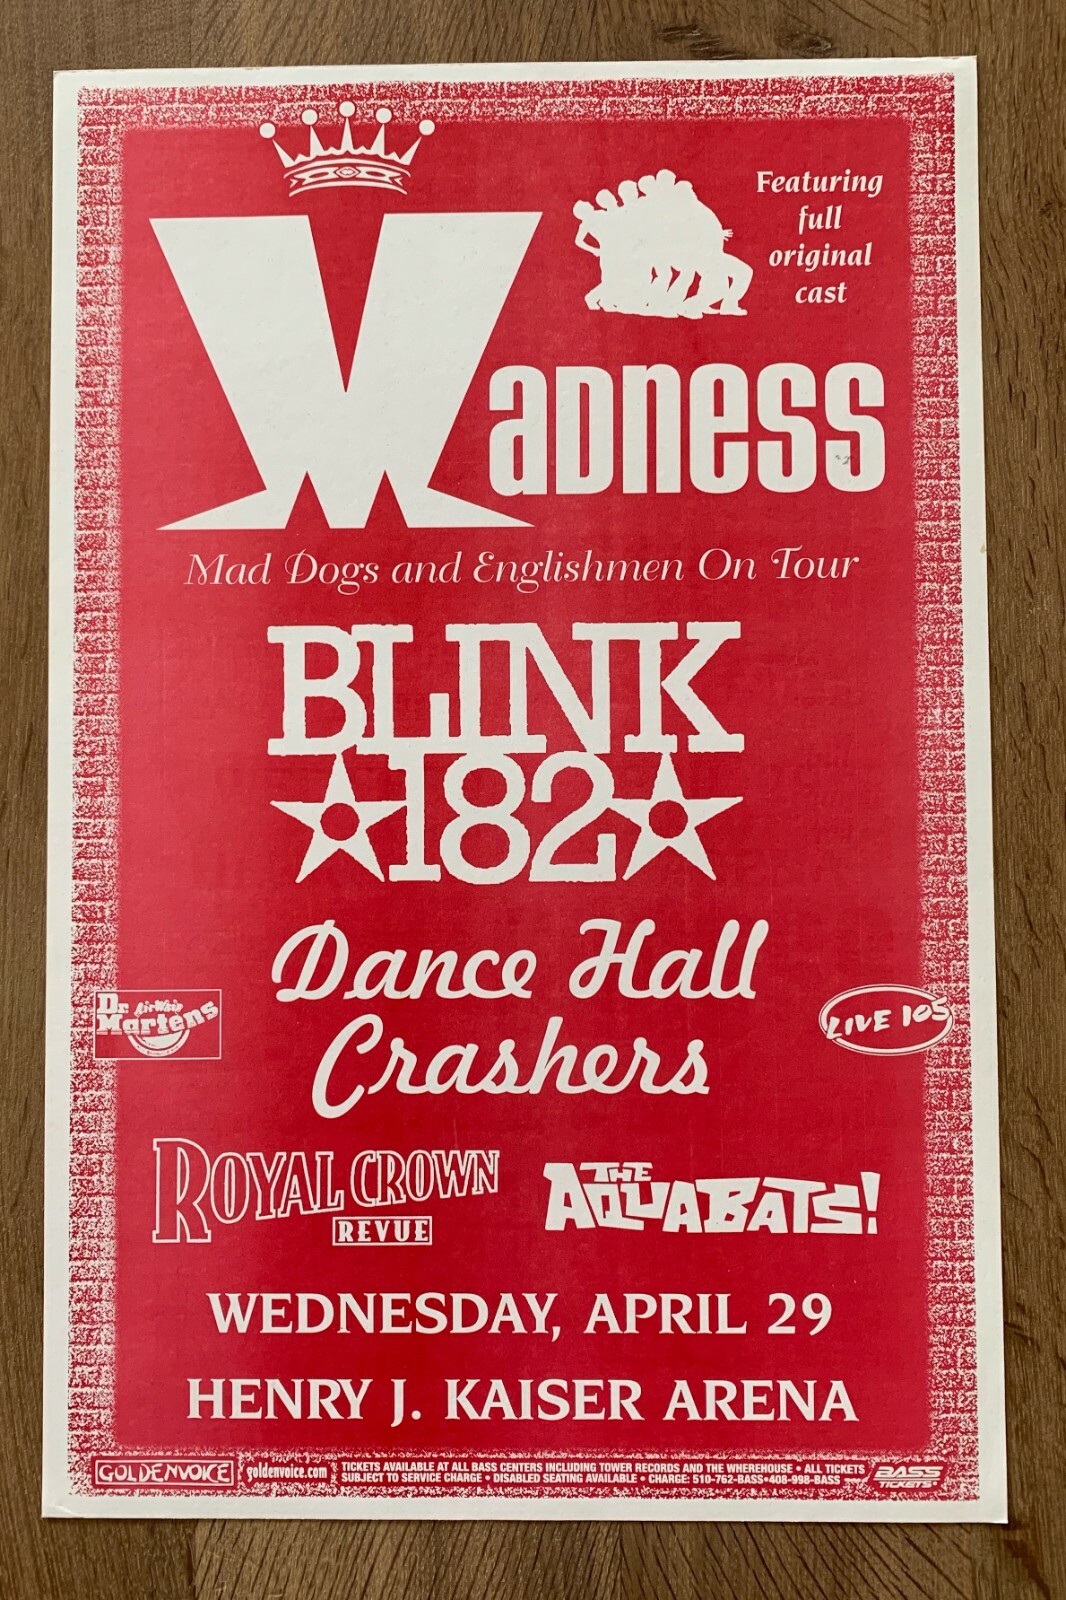 Featuring
full
original
cast
Madness
Mad Dogs and Englishmen On Tour
BLINK
182
Dance Hall
Crashers
Dr. AirWair
Martens
LIVE 105
ROYAL CROWN
REVUE
THE
AQUABATS!
WEDNESDAY, APRIL 29
HENRY J. KAISER ARENA
GOLDENVOICE
goldenvoice.com
TICKETS AVAILABLE AT ALL BASS CENTERS INCLUDING TOWER RECORDS AND THE WHEREHOUSE • ALL TICKETS
SUBJECT TO SERVICE CHARGE • DISABLED SEATING AVAILABLE • CHARGE: 510-762-BASS•408-998-BASS
BASS
TICKETS